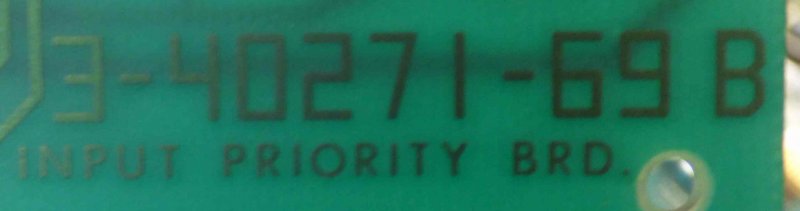 3-40271-69 B
INPUT PRIORITY BRD.